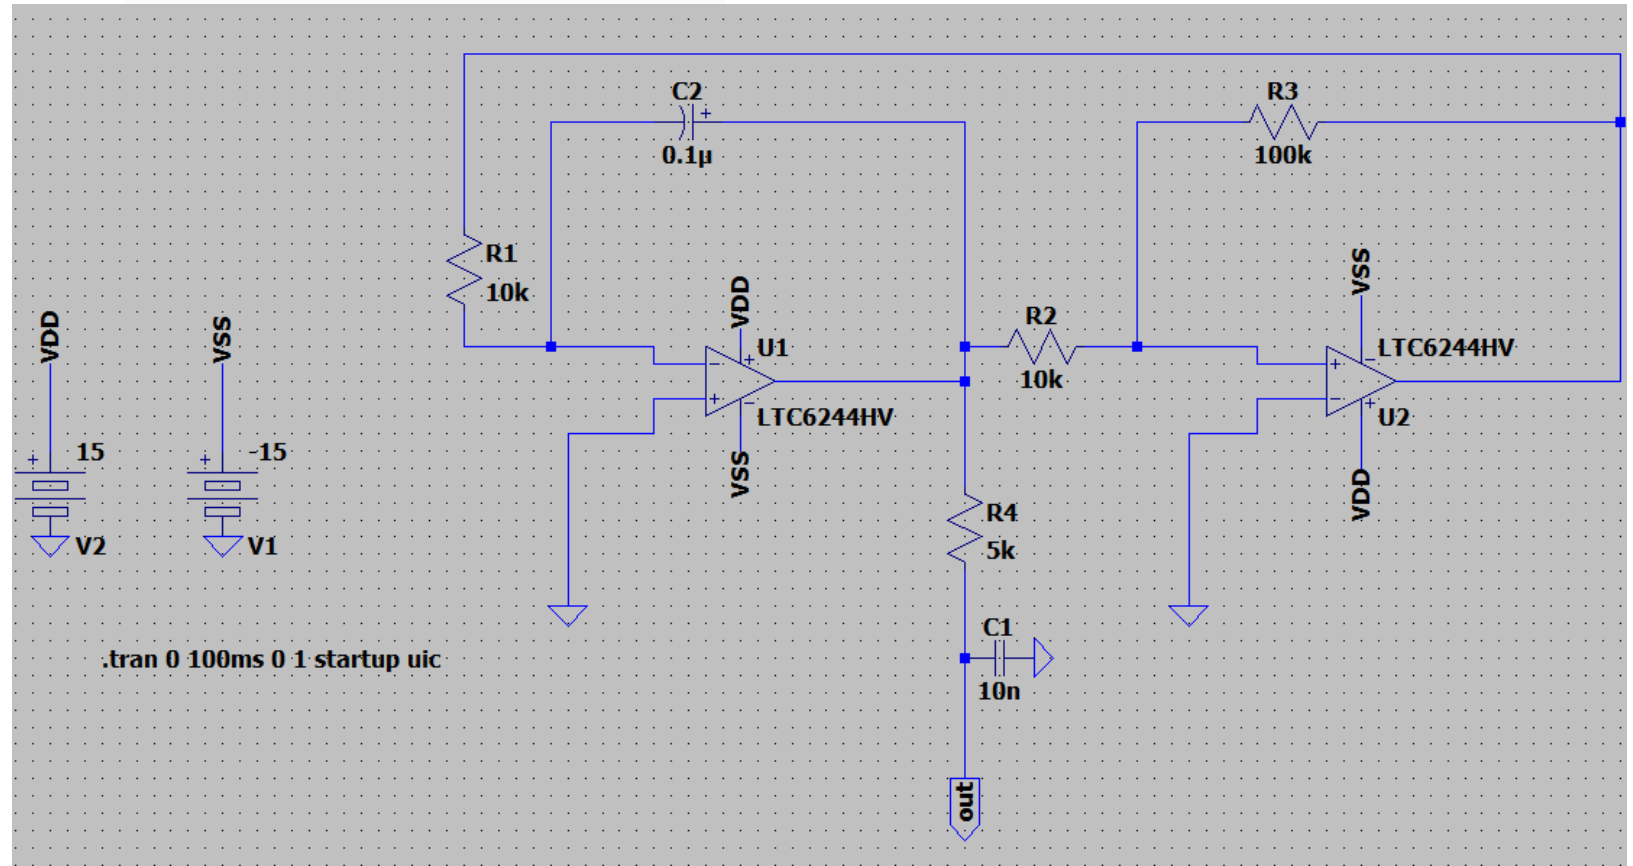 C2
+
0.1µ
R3
100k
R1
10k
VDD
VSS
VDD
+
U1
−
+
−
LTC6244HV
VSS
R2
10k
VSS
−
LTC6244HV
+
−
+
U2
VDD
+
15
V2
+
-15
V1
R4
5k
C1
10n
.tran 0 100ms 0 1 startup uic
out